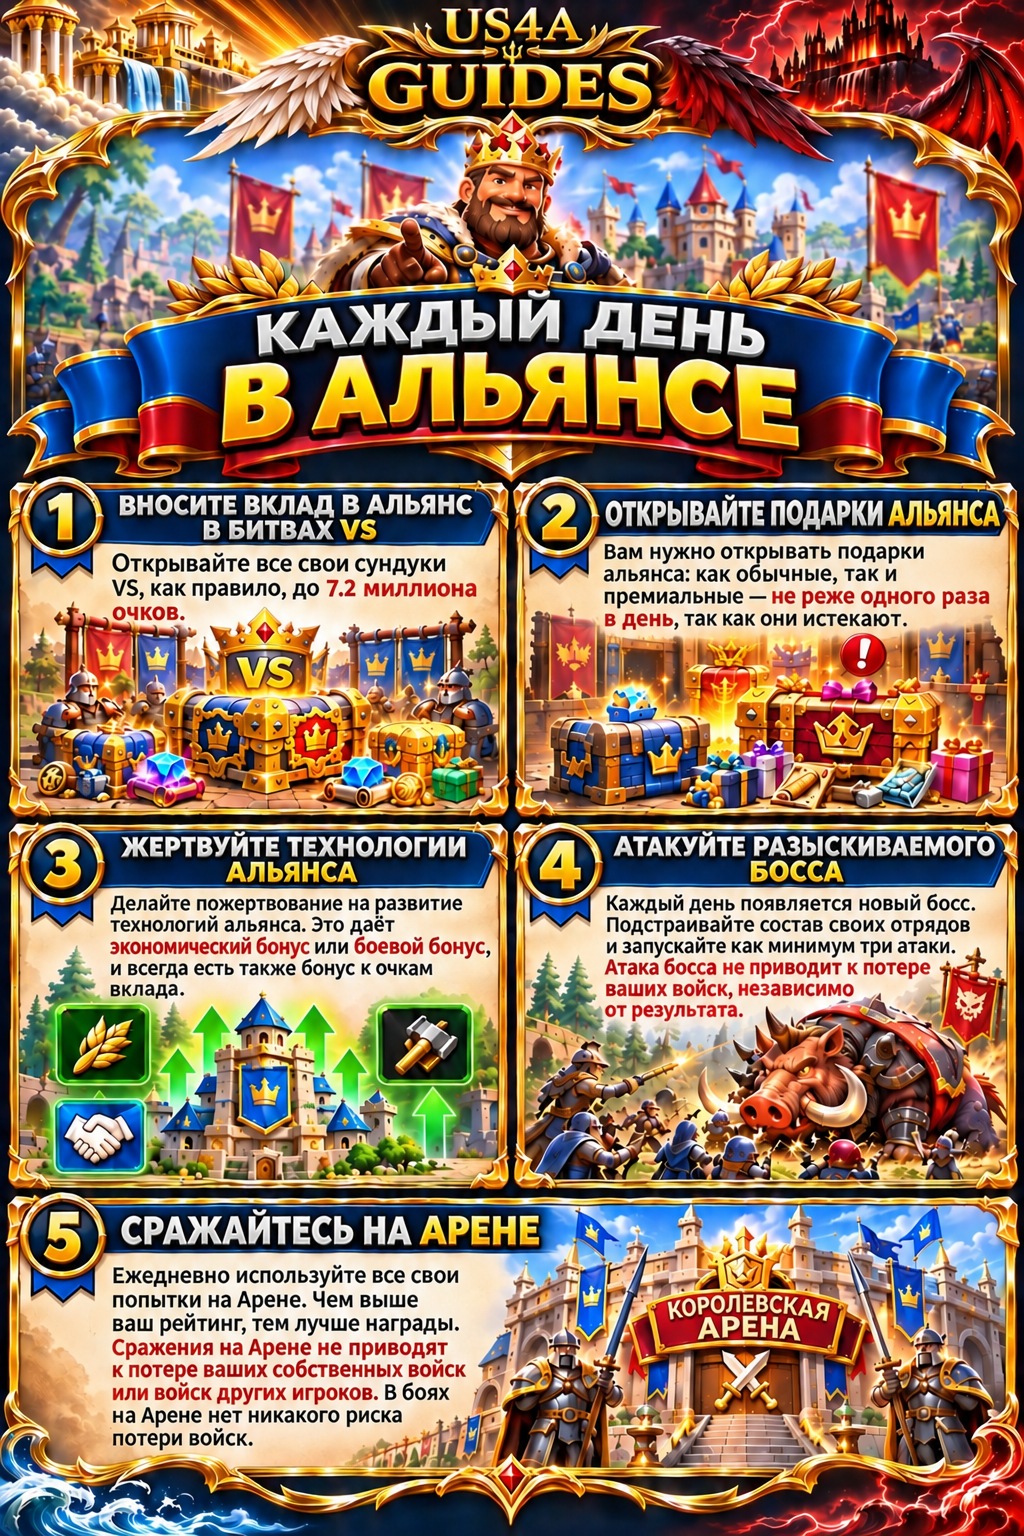 US4A
GUIDES
КАЖДЫЙ ДЕНЬ
В АЛЬЯНСЕ
1
ВНОСИТЕ ВКЛАД В АЛЬЯНС
В БИТВАХ VS
Открывайте все свои сундуки
VS, как правило, до 7.2 миллиона
очков.
VS
2
ОТКРЫВАЙТЕ ПОДАРКИ АЛЬЯНСА
Вам нужно открывать подарки
альянса: как обычные, так и
премиальные — не реже одного раза
в день, так как они истекают.
!
3
ЖЕРТВУЙТЕ ТЕХНОЛОГИИ
АЛЬЯНСА
Делайте пожертвование на развитие
технологий альянса. Это даёт
экономический бонус или боевой бонус,
и всегда есть также бонус к очкам
вклада.
4
АТАКУЙТЕ РАЗЫСКИВАЕМОГО
БОССА
Каждый день появляется новый босс.
Подстраивайте состав своих отрядов
и запускайте как минимум три атаки.
Атака босса не приводит к потере
ваших войск, независимо
от результата.
5
СРАЖАЙТЕСЬ НА АРЕНЕ
Ежедневно используйте все свои
попытки на Арене. Чем выше
ваш рейтинг, тем лучше награды.
Сражения на Арене не приводят
к потере ваших собственных войск
или войск других игроков. В боях
на Арене нет никакого риска
потери войск.
КОРОЛЕВСКАЯ
АРЕНА